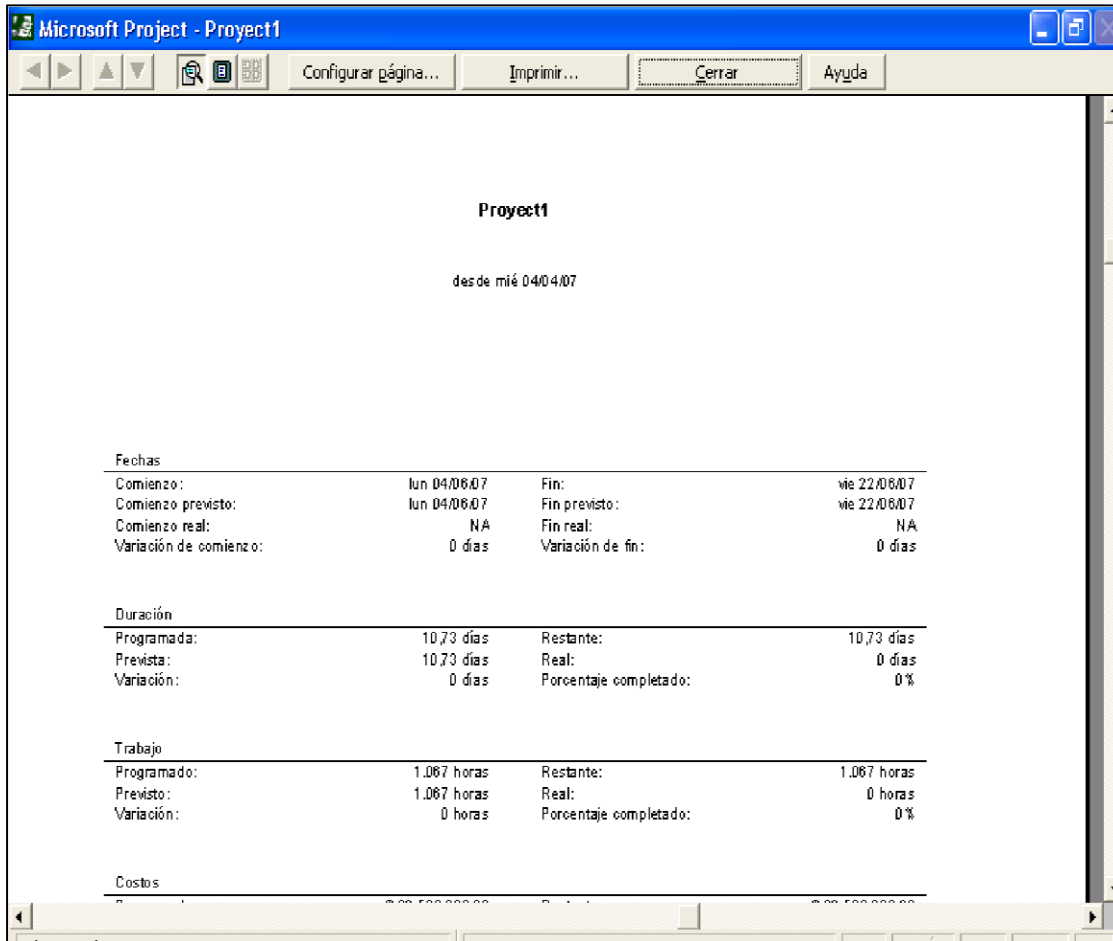 Microsoft Project - Proyect1
Configurar página... Imprimir... Cerrar Ayuda
Proyect1
desde mié 04/04/07
Fechas
Comienzo: lun 04/06/07 Fin: vie 22/06/07
Comienzo previsto: lun 04/06/07 Fin previsto: vie 22/06/07
Comienzo real: NA Fin real: NA
Variación de comienzo: 0 días Variación de fin: 0 días
Duración
Programada: 10,73 días Restante: 10,73 días
Prevista: 10,73 días Real: 0 días
Variación: 0 días Porcentaje completado: 0%
Trabajo
Programado: 1.067 horas Restante: 1.067 horas
Previsto: 1.067 horas Real: 0 horas
Variación: 0 horas Porcentaje completado: 0%
Costos